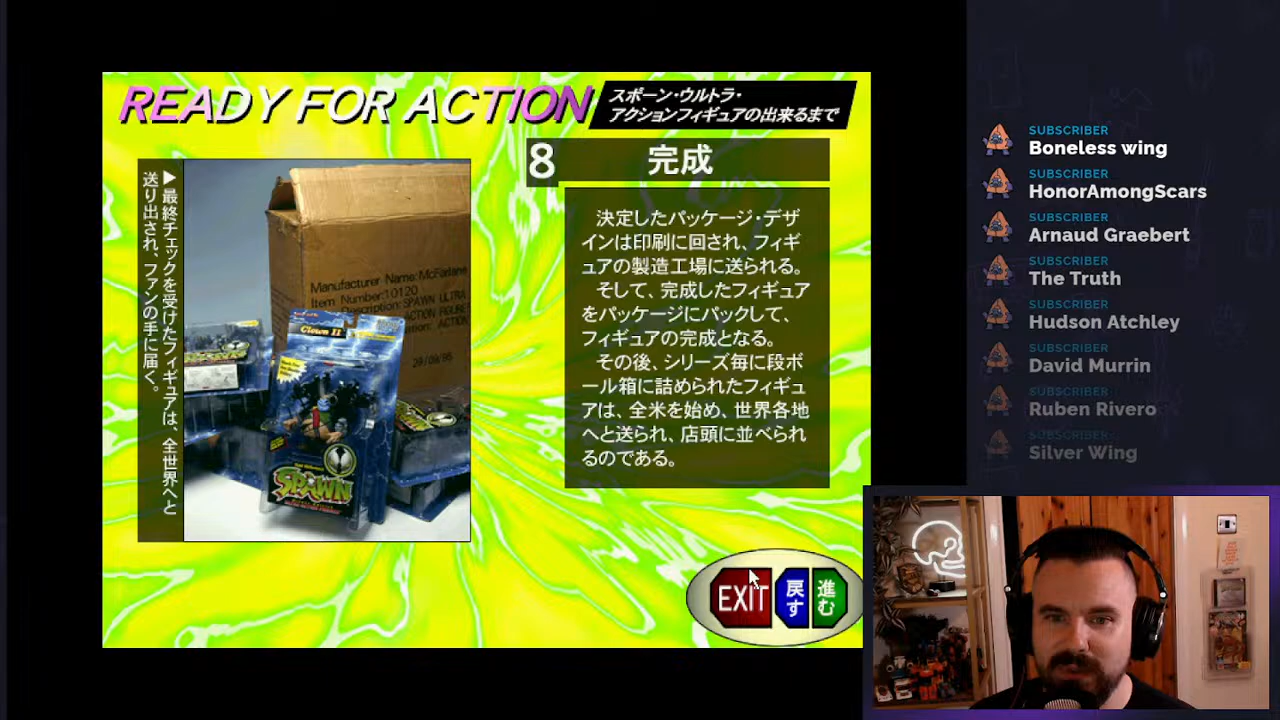 READY FOR ACTION
スポーン・ウルトラ・
アクションフィギュアの出来るまで
8 完成
▶最終チェックを受けたフィギュアは、全世界へと
送り出され、ファンの手に届く。
Manufacturer Name: McFarlane
Item Number: 10120
Description: SPAWN ULTRA
ACTION FIGURE
29/09/95
Clown II
SPAWN
決定したパッケージ・デザ
インは印刷に回され、フィギ
ュアの製造工場に送られる。
そして、完成したフィギュア
をパッケージにパックして、
フィギュアの完成となる。
その後、シリーズ毎に段ボ
ール箱に詰められたフィギュ
アは、全米を始め、世界各地
へと送られ、店頭に並べられ
るのである。
EXIT
戻す
進む
SUBSCRIBER
Boneless wing
SUBSCRIBER
HonorAmongScars
SUBSCRIBER
Arnaud Graebert
SUBSCRIBER
The Truth
SUBSCRIBER
Hudson Atchley
SUBSCRIBER
David Murrin
SUBSCRIBER
Ruben Rivero
SUBSCRIBER
Silver Wing